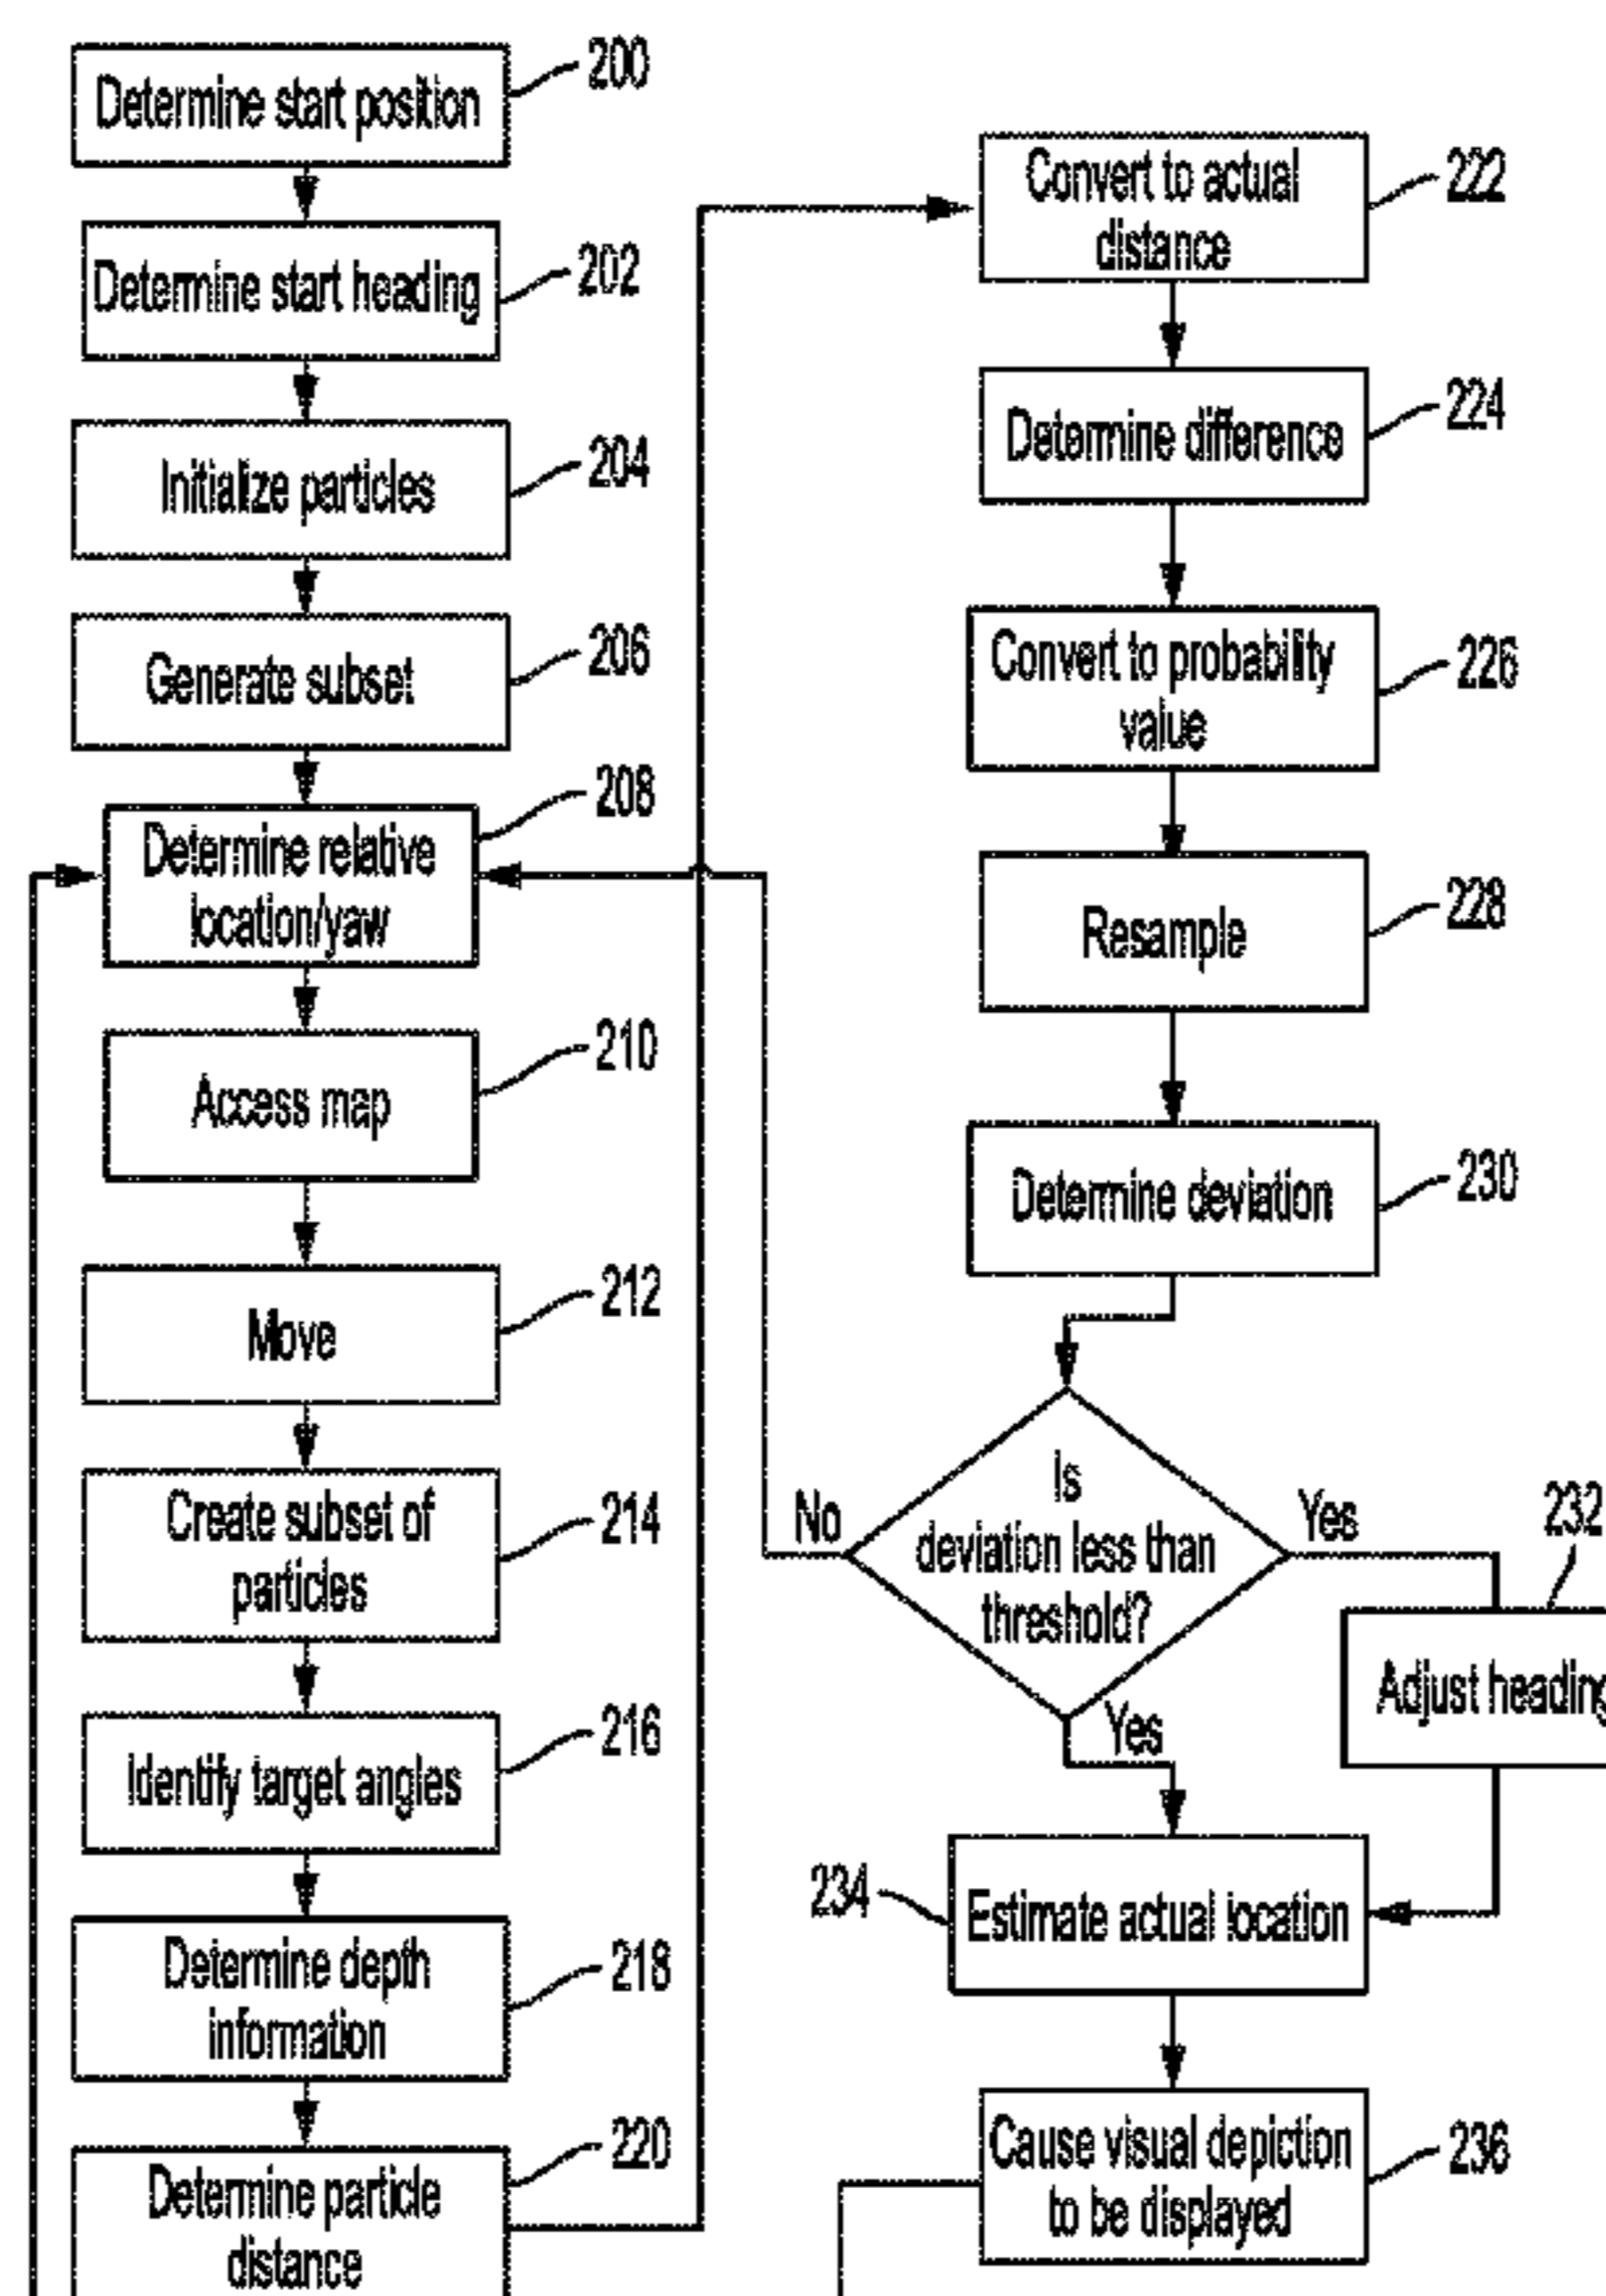 Determine start position
200
Determine start heading
202
Initialize particles
204
Generate subset
206
Determine relative
location/yaw
208
Access map
210
Move
212
Create subset of
particles
214
Identify target angles
216
Determine depth
information
218
Determine particle
distance
220
Convert to actual
distance
222
Determine difference
224
Convert to probability
value
226
Resample
228
Determine deviation
230
Is
deviation less than
threshold?
No
Yes
Yes
232
Adjust heading
234
Estimate actual location
Cause visual depiction
to be displayed
236